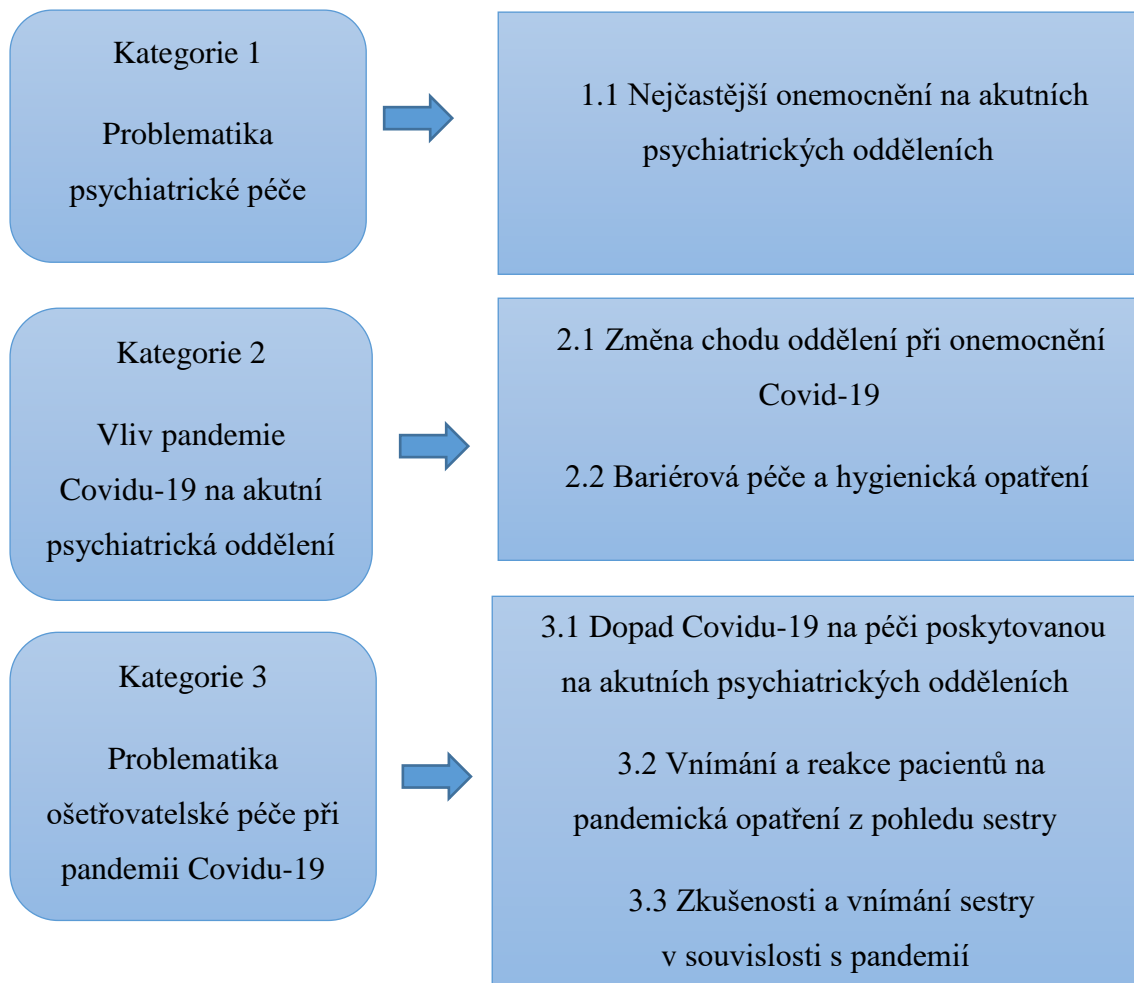 Kategorie 1
Problematika
psychiatrické péče
1.1 Nejčastější onemocnění na akutních
psychiatrických odděleních
Kategorie 2
Vliv pandemie
Covidu-19 na akutní
psychiatrická oddělení
2.1 Změna chodu oddělení při onemocnění
Covid-19
2.2 Bariérová péče a hygienická opatření
Kategorie 3
Problematika
ošetřovatelské péče při
pandemii Covidu-19
3.1 Dopad Covidu-19 na péči poskytovanou
na akutních psychiatrických odděleních
3.2 Vnímání a reakce pacientů na
pandemická opatření z pohledu sestry
3.3 Zkušenosti a vnímání sestry
v souvislosti s pandemií